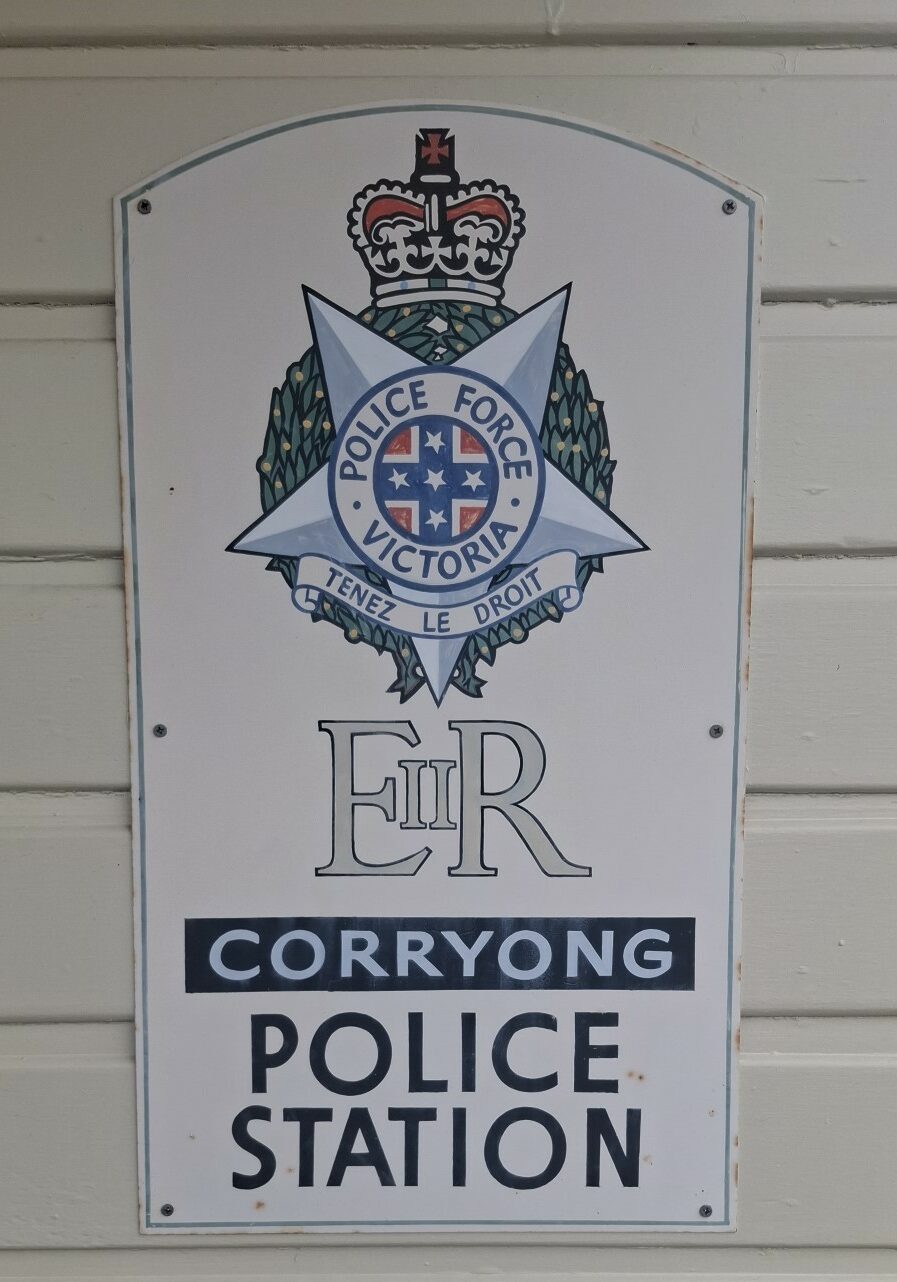 POLICE FORCE
VICTORIA
TENEZ LE DROIT
EIIR
CORRYONG
POLICE
STATION